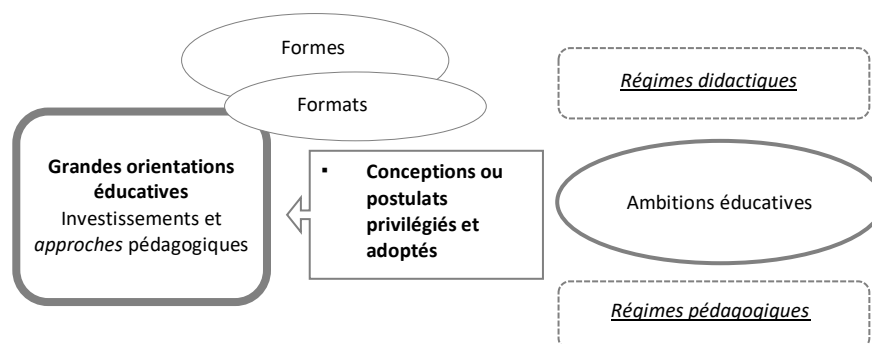 Formes
Formats
Grandes orientations
éducatives
Investissements et
approches pédagogiques
▪ Conceptions ou
postulats
privilégiés et
adoptés
Régimes didactiques
Ambitions éducatives
Régimes pédagogiques